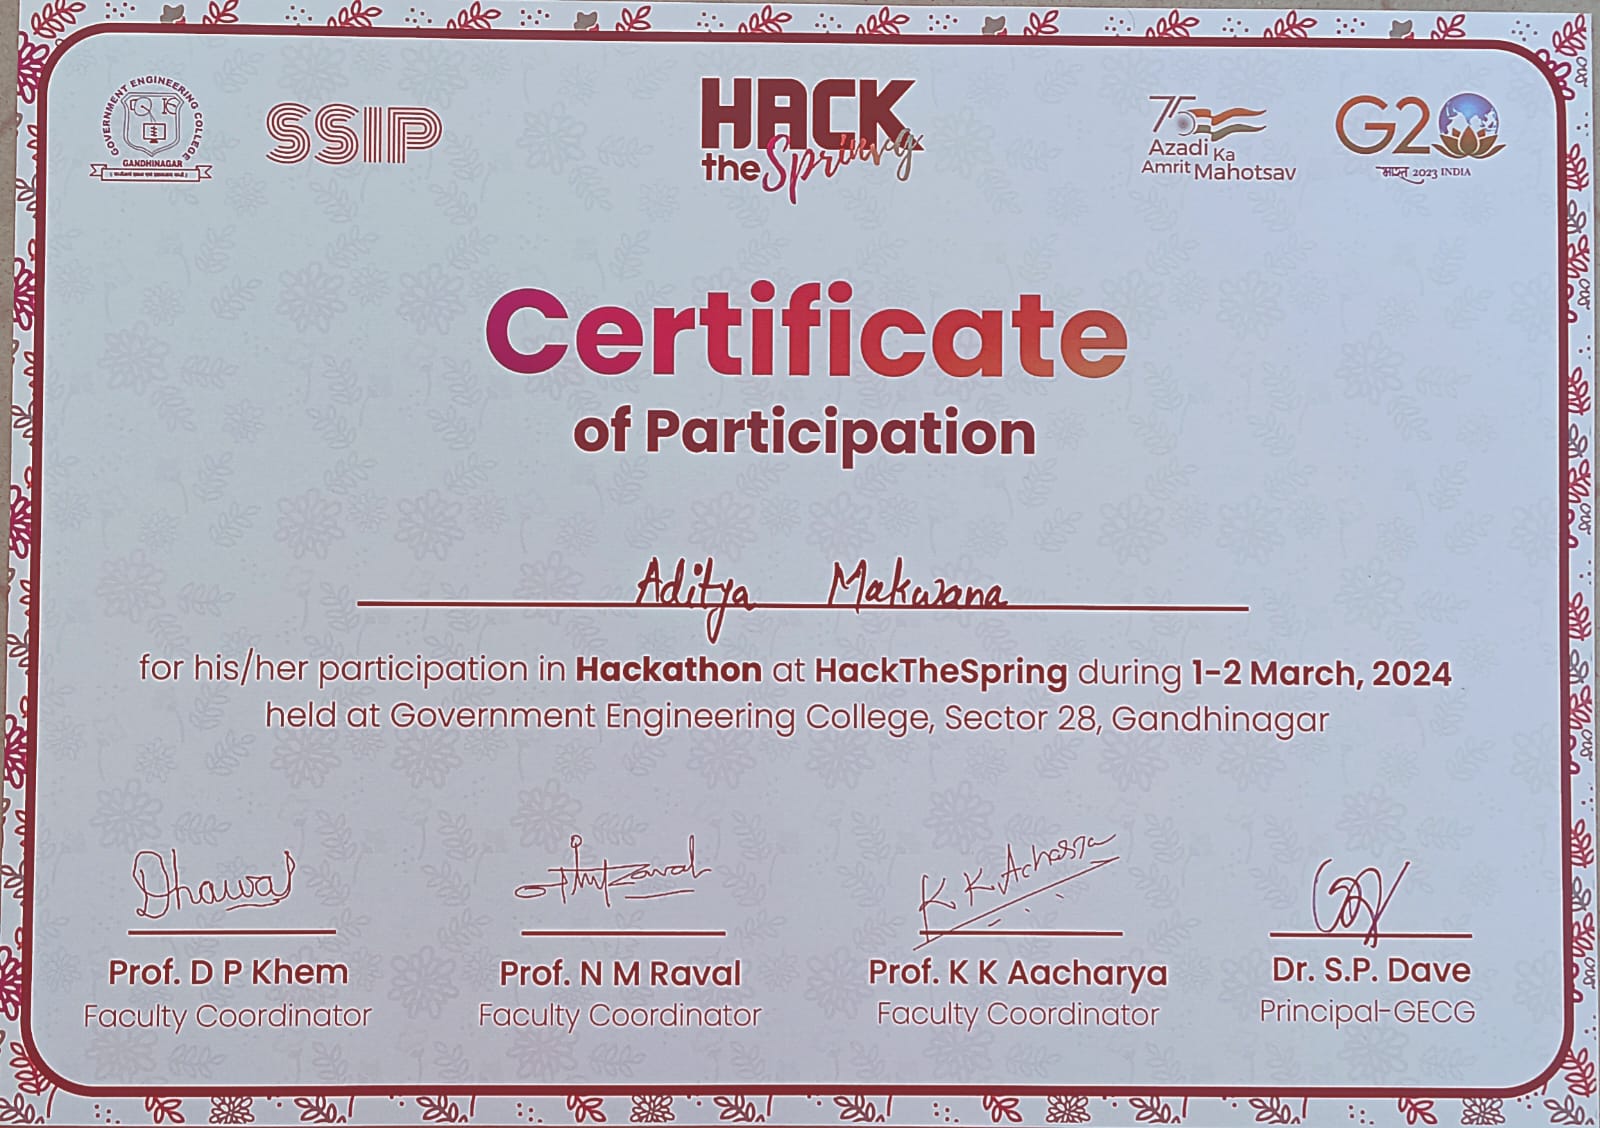 GOVERNMENT ENGINEERING COLLEGE
GANDHINAGAR
SSIP
HACK
the Spring
75
Azadi Ka
Amrit Mahotsav
G20
भारत 2023 INDIA
Certificate
of Participation
Aditya Makwana
for his/her participation in Hackathon at HackTheSpring during 1-2 March, 2024
held at Government Engineering College, Sector 28, Gandhinagar
Dhawal
K K Acharya
Prof. D P Khem
Faculty Coordinator
Prof. N M Raval
Faculty Coordinator
Prof. K K Aacharya
Faculty Coordinator
Dr. S.P. Dave
Principal-GECG